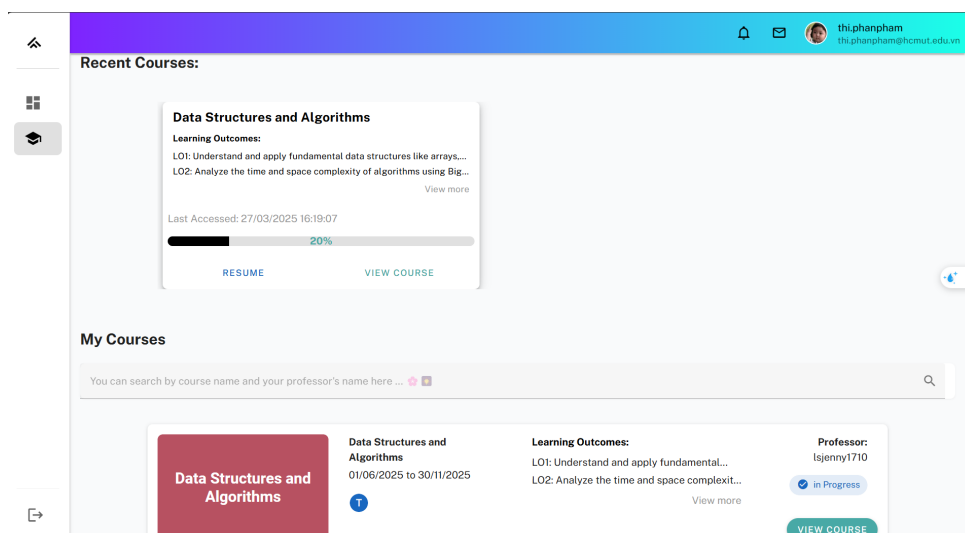 thi.phanpham
thi.phanpham@hcmut.edu.vn
Recent Courses:
Data Structures and Algorithms
Learning Outcomes:
LO1: Understand and apply fundamental data structures like arrays,...
LO2: Analyze the time and space complexity of algorithms using Big...
View more
Last Accessed: 27/03/2025 16:19:07
20%
RESUME
VIEW COURSE
My Courses
You can search by course name and your professor's name here ... 🌸 🎴
Data Structures and
Algorithms
Data Structures and
Algorithms
01/06/2025 to 30/11/2025
T
Learning Outcomes:
LO1: Understand and apply fundamental...
LO2: Analyze the time and space complexit...
View more
Professor:
lsjenny1710
in Progress
VIEW COURSE